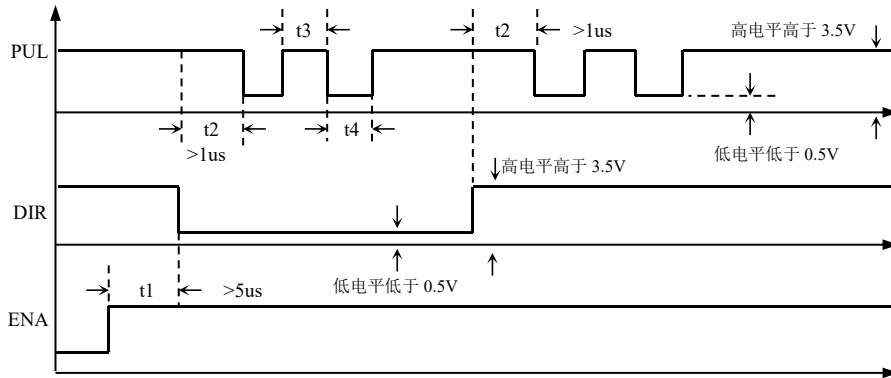 t3
t2
>1us
高电平高于 3.5V
PUL
t2
t4
>1us
低电平低于 0.5V
高电平高于 3.5V
DIR
低电平低于 0.5V
t1
>5us
ENA